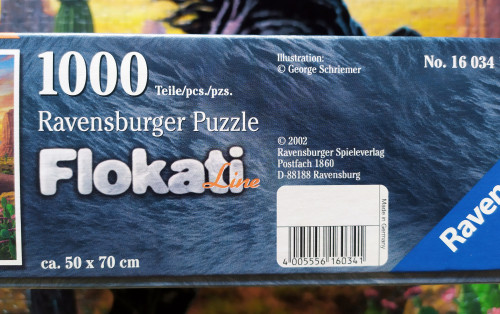 1000 Teile/pcs./pzs.
Ravensburger Puzzle
Flokati
Line
ca. 50 x 70 cm
Illustration:
© George Schriemer
© 2002
Ravensburger Spieleverlag
Postfach 1860
D-88188 Ravensburg
Made in Germany
4 005556 160341
No. 16 034
Raven